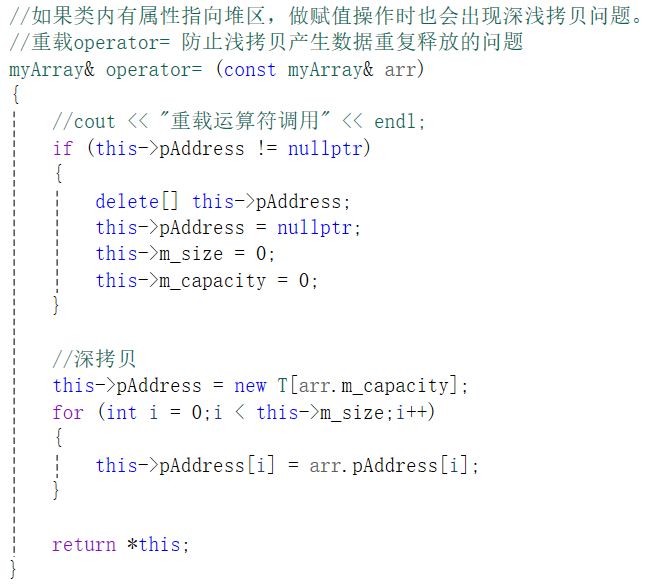 //如果类内有属性指向堆区，做赋值操作时也会出现深浅拷贝问题。
//重载operator= 防止浅拷贝产生数据重复释放的问题
myArray& operator= (const myArray& arr)
{
    //cout << "重载运算符调用" << endl;
    if (this->pAddress != nullptr)
    {
        delete[] this->pAddress;
        this->pAddress = nullptr;
        this->m_size = 0;
        this->m_capacity = 0;
    }

    //深拷贝
    this->pAddress = new T[arr.m_capacity];
    for (int i = 0;i < this->m_size;i++)
    {
        this->pAddress[i] = arr.pAddress[i];
    }

    return *this;
}